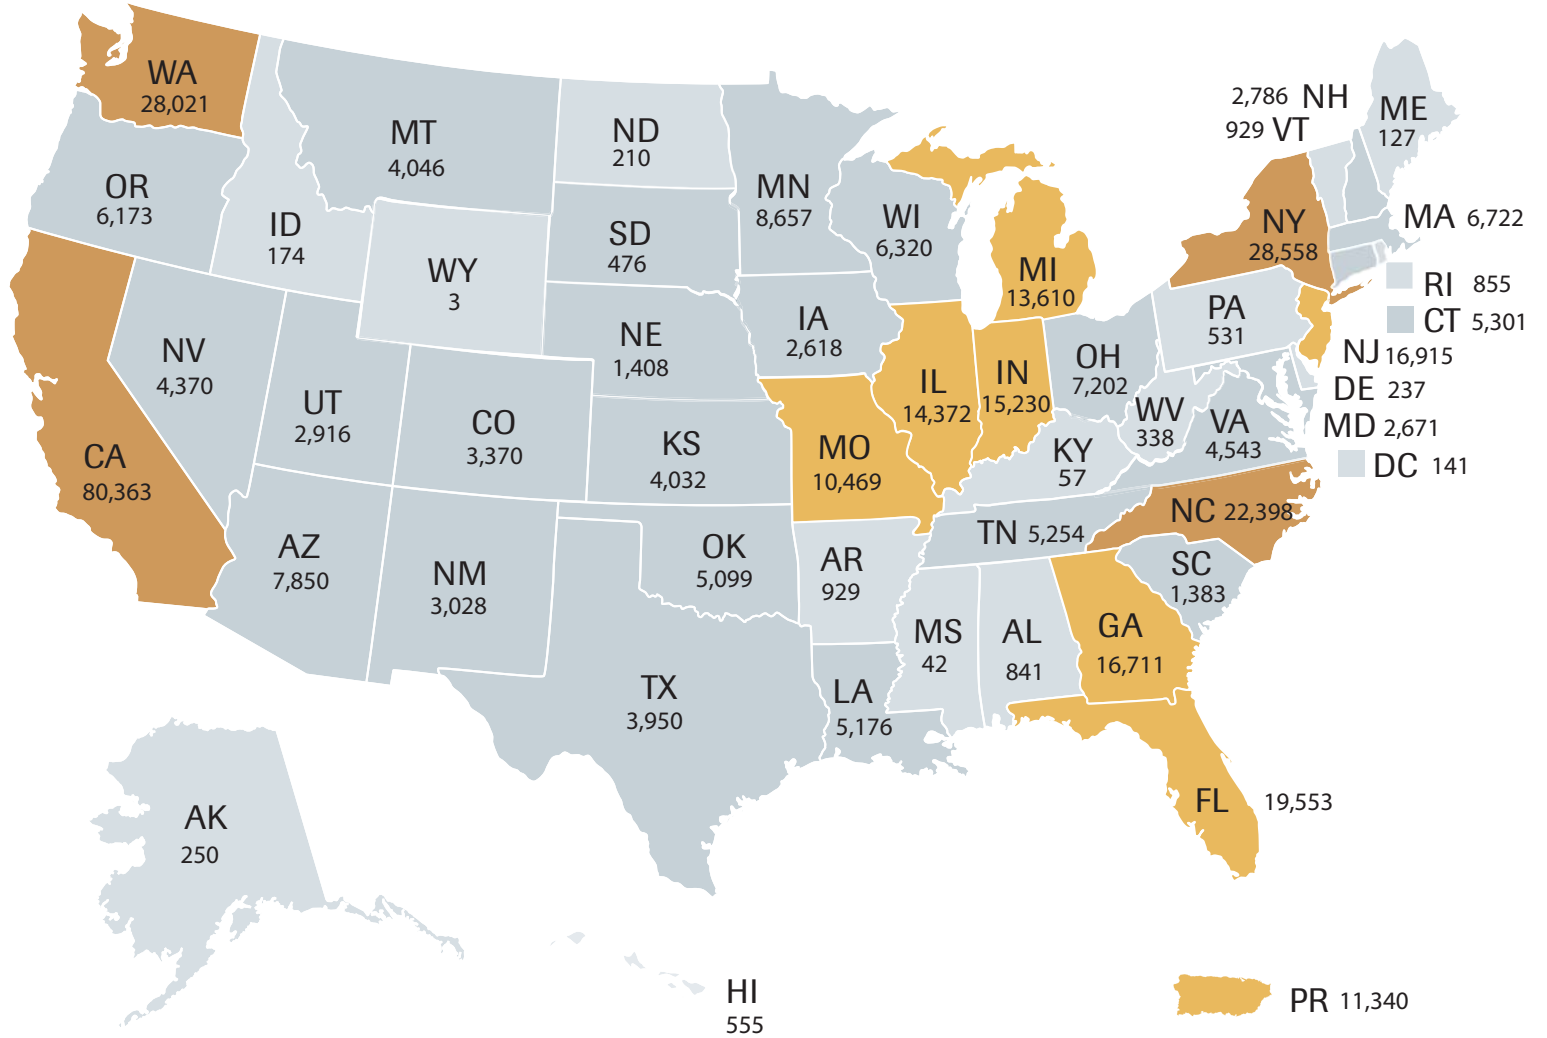 WA
28,021
MT
4,046
ND
210
2,786 NH
929 VT
ME
127
OR
6,173
ID
174
WY
3
SD
476
MN
8,657
WI
6,320
MI
13,610
NY
28,558
MA 6,722
RI 855
CT 5,301
NJ 16,915
DE 237
MD 2,671
DC 141
NV
4,370
UT
2,916
CO
3,370
NE
1,408
IA
2,618
IL
14,372
IN
15,230
OH
7,202
PA
531
WV
338
VA
4,543
CA
80,363
KS
4,032
MO
10,469
KY
57
NC 22,398
TN 5,254
AZ
7,850
NM
3,028
OK
5,099
AR
929
SC
1,383
MS
42
AL
841
GA
16,711
TX
3,950
LA
5,176
FL 19,553
AK
250
HI
555
PR 11,340